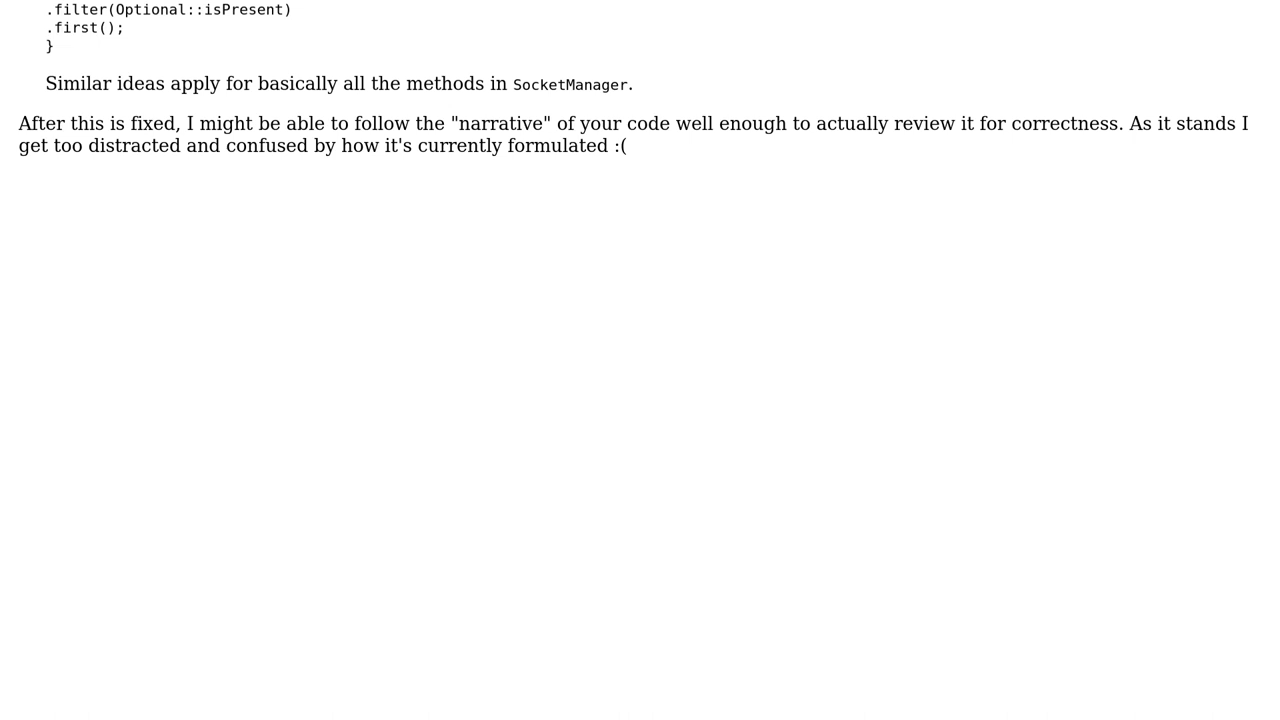 .filter(Optional::isPresent)
.first();
}
Similar ideas apply for basically all the methods in SocketManager.
After this is fixed, I might be able to follow the "narrative" of your code well enough to actually review it for correctness. As it stands I
get too distracted and confused by how it's currently formulated :(